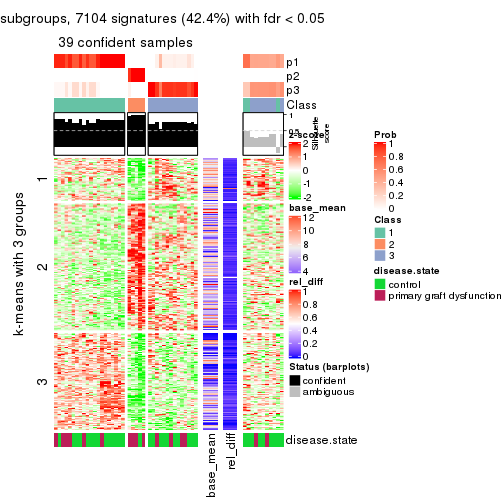 subgroups, 7104 signatures (42.4%) with fdr < 0.05
39 confident samples
p1
p2
p3
Class
1
0.5
Silhouette
score
k-means with 3 groups
1
2
3
z-score
2
1
0
-1
-2
base_mean
12
10
8
6
4
rel_diff
1
0.8
0.6
0.4
0.2
0
Status (barplots)
confident
ambiguous
Prob
1
0.8
0.6
0.4
0.2
0
Class
1
2
3
disease.state
control
primary graft dysfunction
disease.state
base_mean
rel_diff